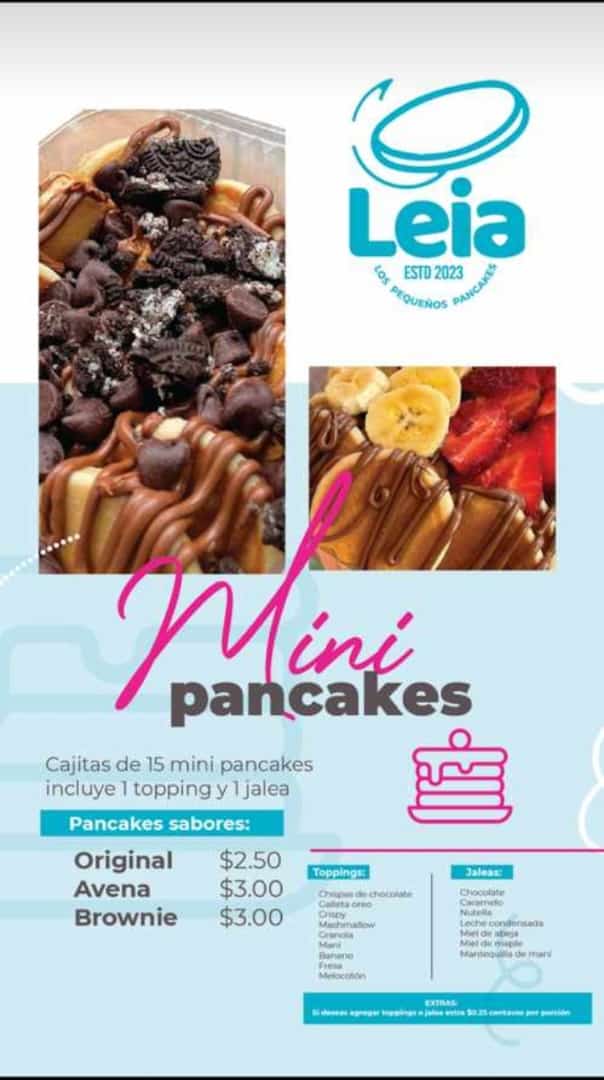 Leia
ESTD 2023
LOS PEQUEÑOS PANCAKES
Mini
pancakes
Cajitas de 15 mini pancakes
incluye 1 topping y 1 jalea
Pancakes sabores:
Original $2.50
Avena $3.00
Brownie $3.00
Toppings:
Chispas de chocolate
Galleta oreo
Crispy
Mashmallow
Granola
Mani
Banano
Fresa
Melocotón
Jaleas:
Chocolate
Caramelo
Nutella
Leche condensada
Miel de abeja
Miel de maple
Mantequilla de maní
EXTRAS:
Si deseas agregar toppings o jalea extra $0.25 centavos por porción